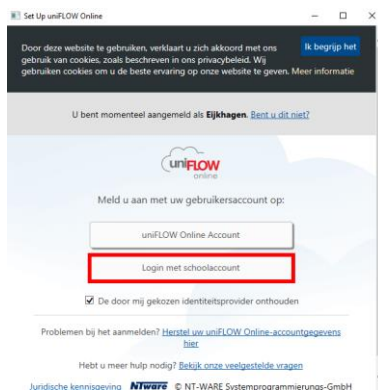 Set Up uniFLOW Online
Door deze website te gebruiken, verklaart u zich akkoord met ons
gebruik van cookies, zoals beschreven in ons privacybeleid. Wij
gebruiken cookies om u de beste ervaring op onze website te geven. Meer informatie
Ik begrijp het
U bent momenteel aangemeld als Eijkhagen. Bent u dit niet?
uniFLOW
online
Meld u aan met uw gebruikersaccount op:
uniFLOW Online Account
Login met schoolaccount
De door mij gekozen identiteitsprovider onthouden
Problemen bij het aanmelden? Herstel uw uniFLOW Online-accountgegevens
hier
Hebt u meer hulp nodig? Bekijk onze veelgestelde vragen
Juridische kennisgeving NTware © NT-WARE Systemprogrammierungs-GmbH